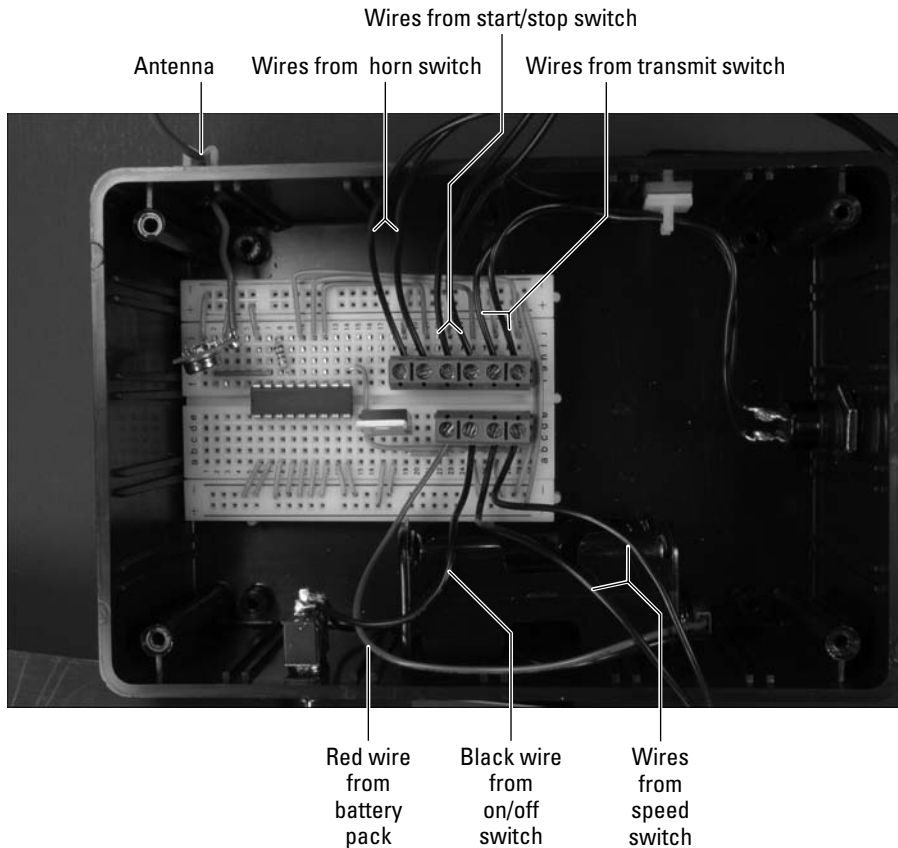 Wires from start/stop switch
Antenna
Wires from horn switch
Wires from transmit switch
Red wire
from
battery
pack
Black wire
from
on/off
switch
Wires
from
speed
switch